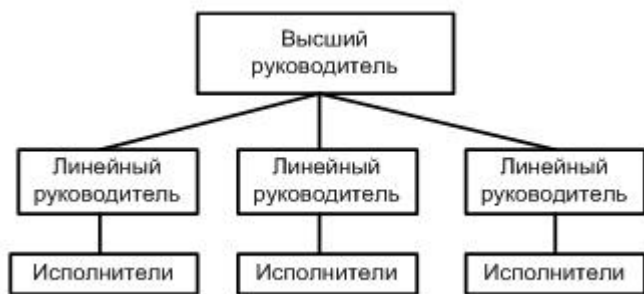 Высший
руководитель
Линейный
руководитель
Линейный
руководитель
Линейный
руководитель
Исполнители
Исполнители
Исполнители